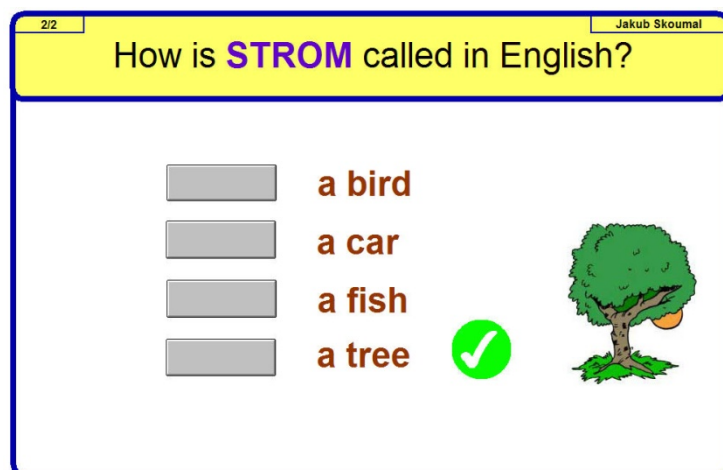 2/2
Jakub Skoumal
How is STROM called in English?
a bird
a car
a fish
a tree